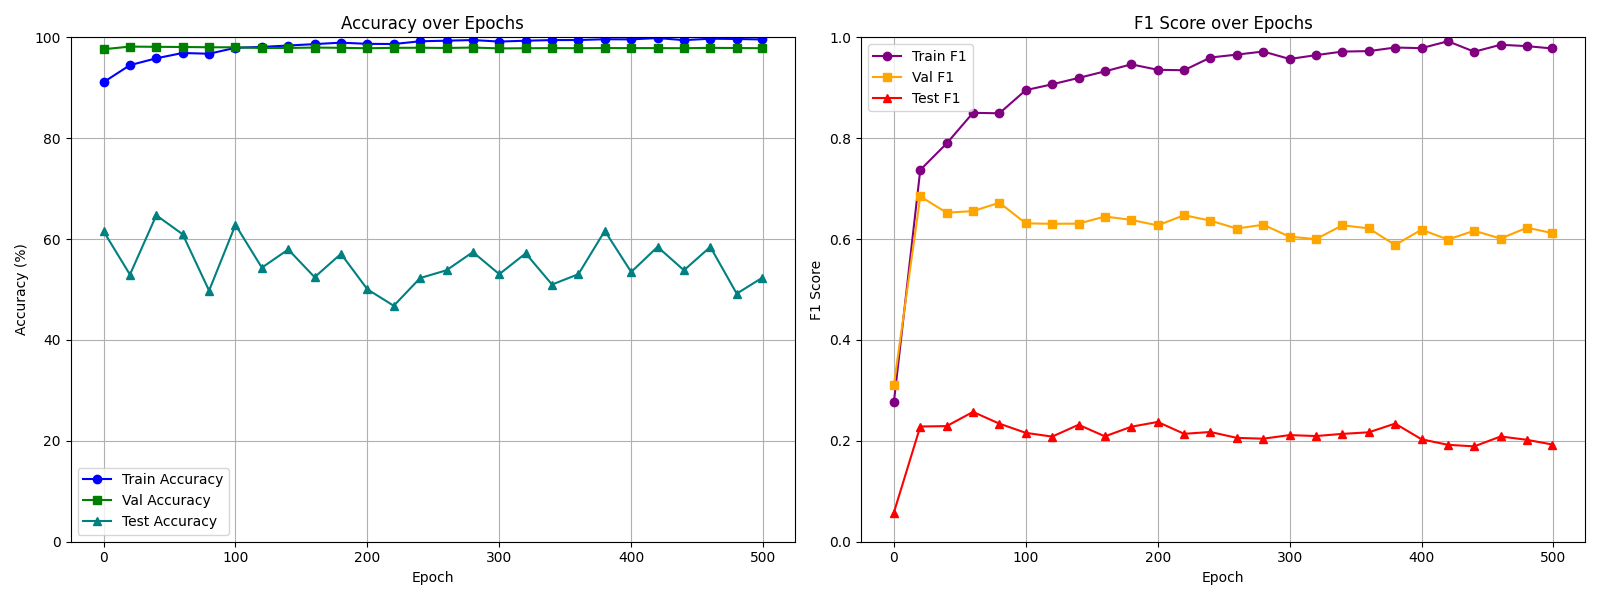 Accuracy over Epochs
100
80
60
40
20
0
Accuracy (%)
Train Accuracy
Val Accuracy
Test Accuracy
0 100 200 300 400 500
Epoch
F1 Score over Epochs
1.0
0.8
0.6
0.4
0.2
0.0
F1 Score
Train F1
Val F1
Test F1
0 100 200 300 400 500
Epoch